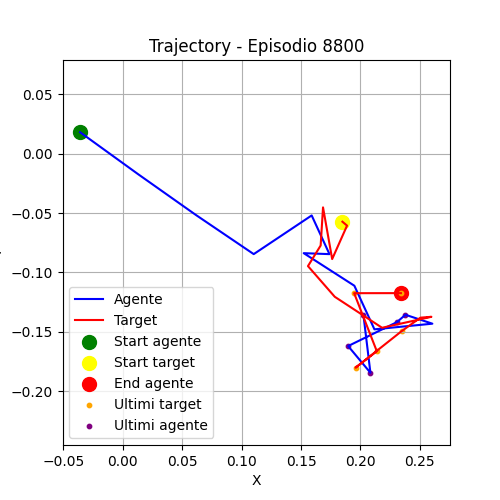 Trajectory - Episodio 8800
0.05
0.00
−0.05
−0.10
−0.15
−0.20
Agente
Target
Start agente
Start target
End agente
Ultimi target
Ultimi agente
−0.05
0.00
0.05
0.10
0.15
0.20
0.25
X